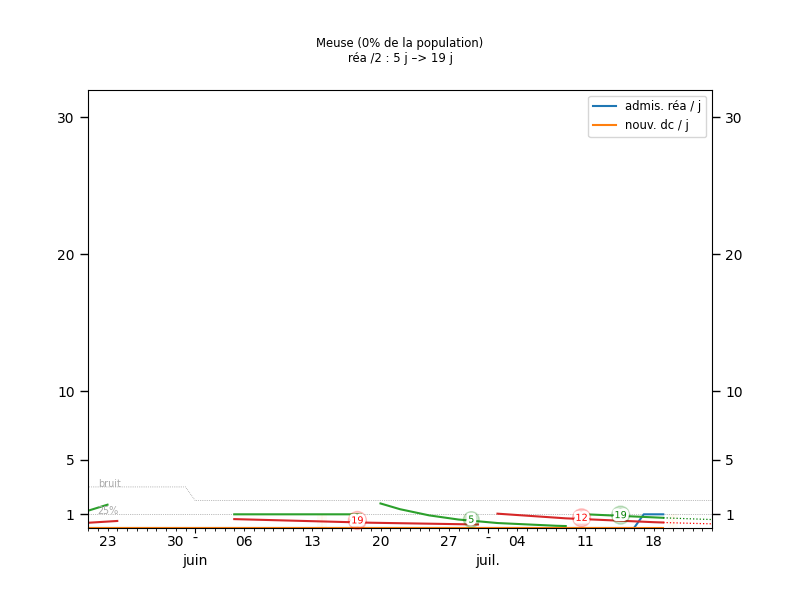 Meuse (0% de la population)
réa /2 : 5 j –> 19 j
admis. réa / j
nouv. dc / j
30 30
20 20
10 10
5 5
1 1
bruit
25%
19 5 12 19
23 30 - 06 13 20 27 - 04 11 18
juin juil.